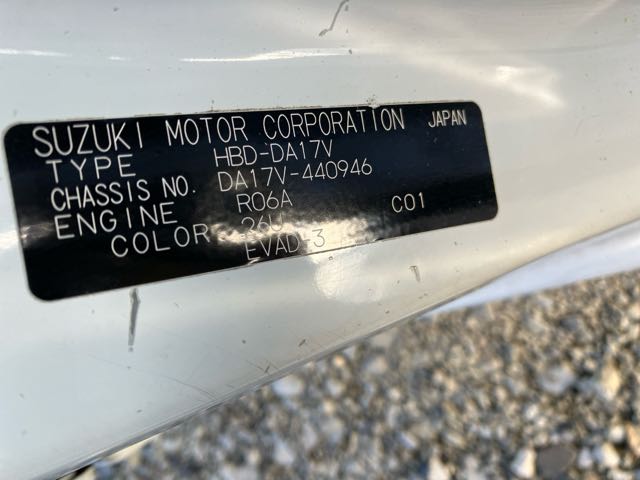 SUZUKI MOTOR CORPORATION JAPAN
TYPE HBD-DA17V
CHASSIS NO. DA17V-440946
ENGINE R06A C01
COLOR 26U
EVAD-3